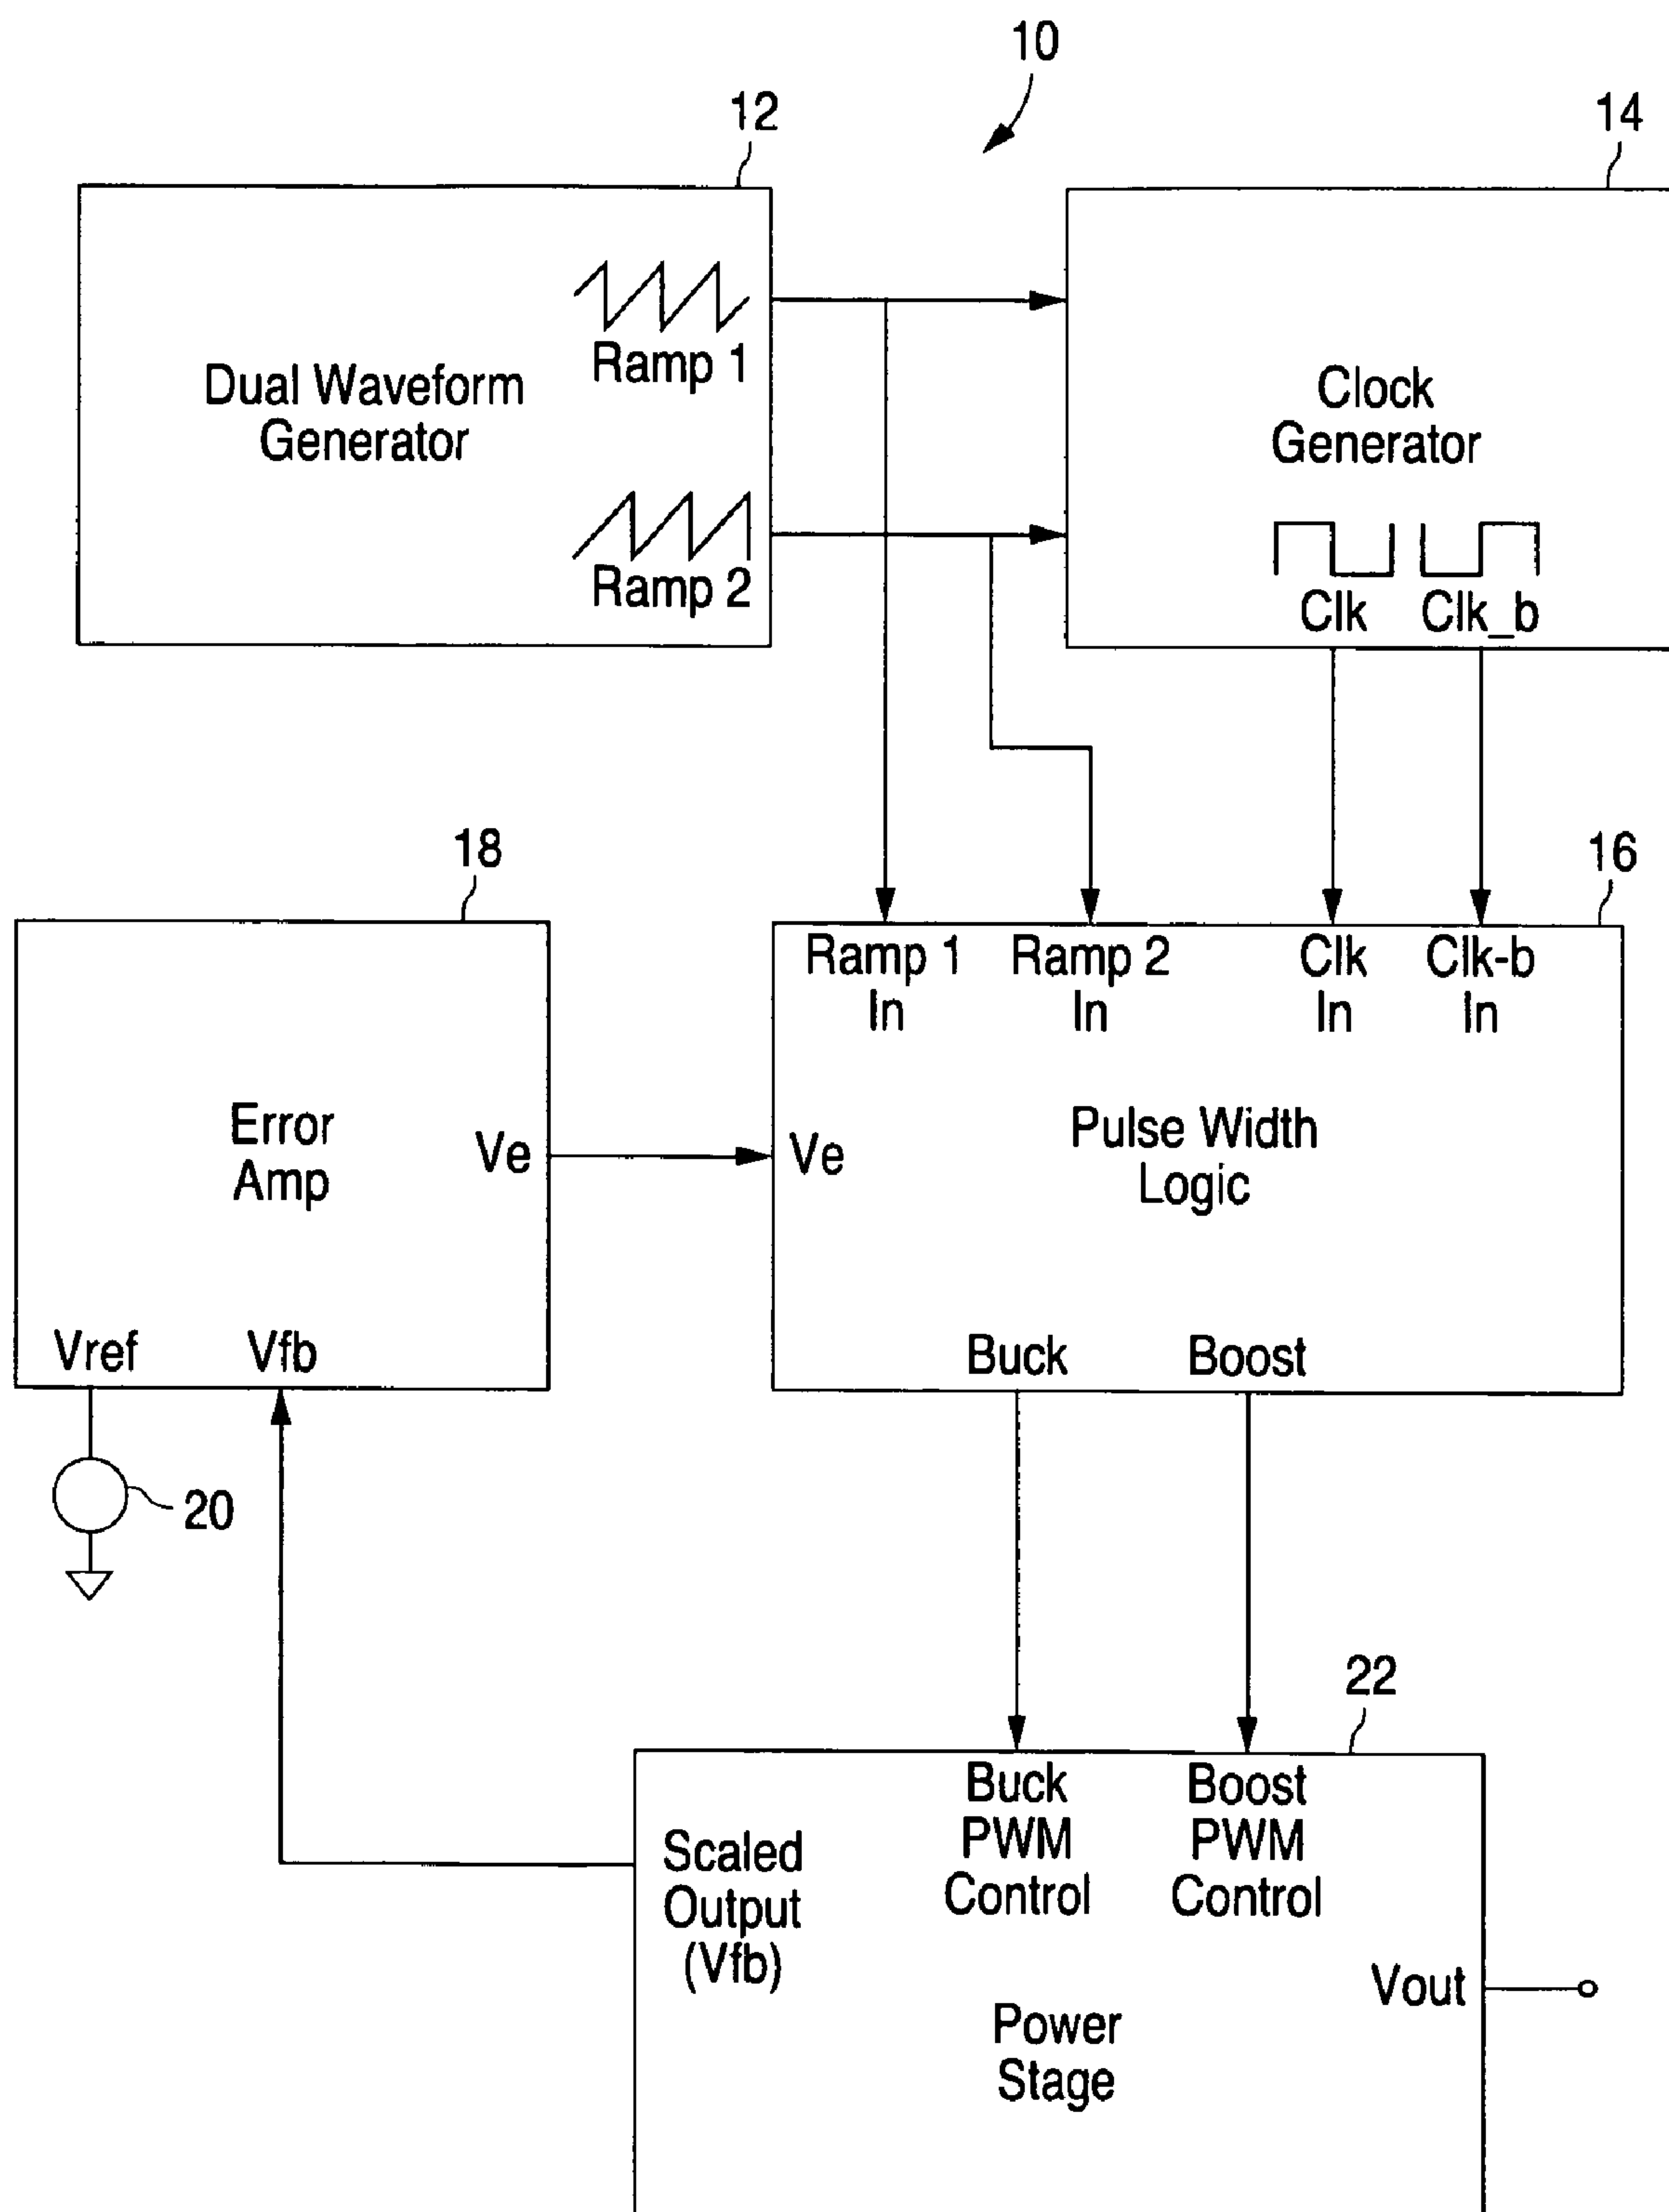 10
12
14
Ramp 1
Dual Waveform
Generator
Ramp 2
Clock
Generator
Clk Clk_b
18
16
Ramp 1
In
Ramp 2
In
Clk
In
Clk-b
In
Error
Amp
Ve
Ve
Pulse Width
Logic
Vref
Vfb
Buck
Boost
20
22
Buck
PWM
Control
Boost
PWM
Control
Scaled
Output
(Vfb)
Vout
Power
Stage